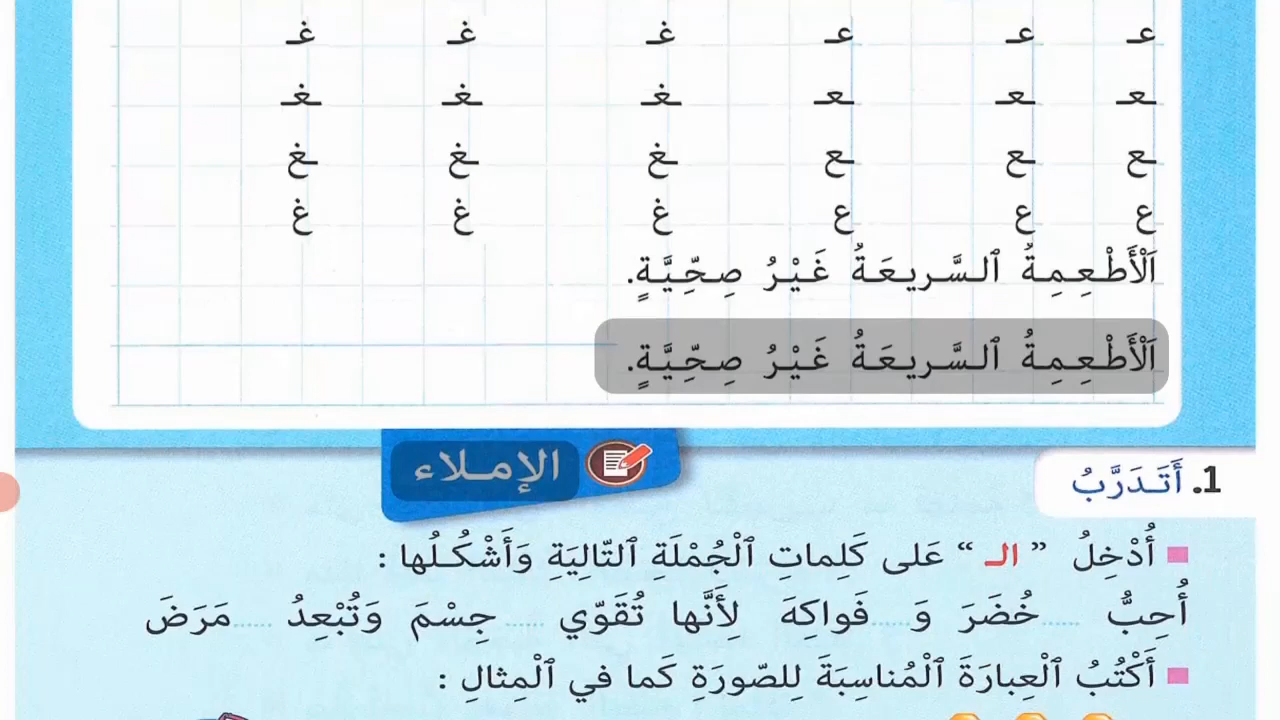 عـ عـ عـ غـ غـ غـ
ـعـ ـعـ ـعـ ـغـ ـغـ ـغـ
ـع ـع ـع ـغ ـغ ـغ
ع ع ع غ غ غ
اَلْأَطْعِمِةُ ٱلسَّريعَةُ غَيْرُ صِحِّيَّةٍ.
اَلْأَطْعِمِةُ ٱلسَّريعَةُ غَيْرُ صِحِّيَّةٍ.
الإملاء
1. أَتَدَرَّبُ
أُدْخِلُ " الـ " عَلى كَلِماتِ ٱلْجُمْلَةِ ٱلتّالِيَةِ وَأَشْكُلُها :
أُحِبُّ ..... خُضَرَ وَ ..... فَواكِهَ لِأَنَّها تُقَوّي ..... جِسْمَ وَتُبْعِدُ ..... مَرَضَ
أَكْتُبُ ٱلْعِبارَةَ ٱلْمُناسِبَةَ لِلصّورَةِ كَما في ٱلْمِثالِ :